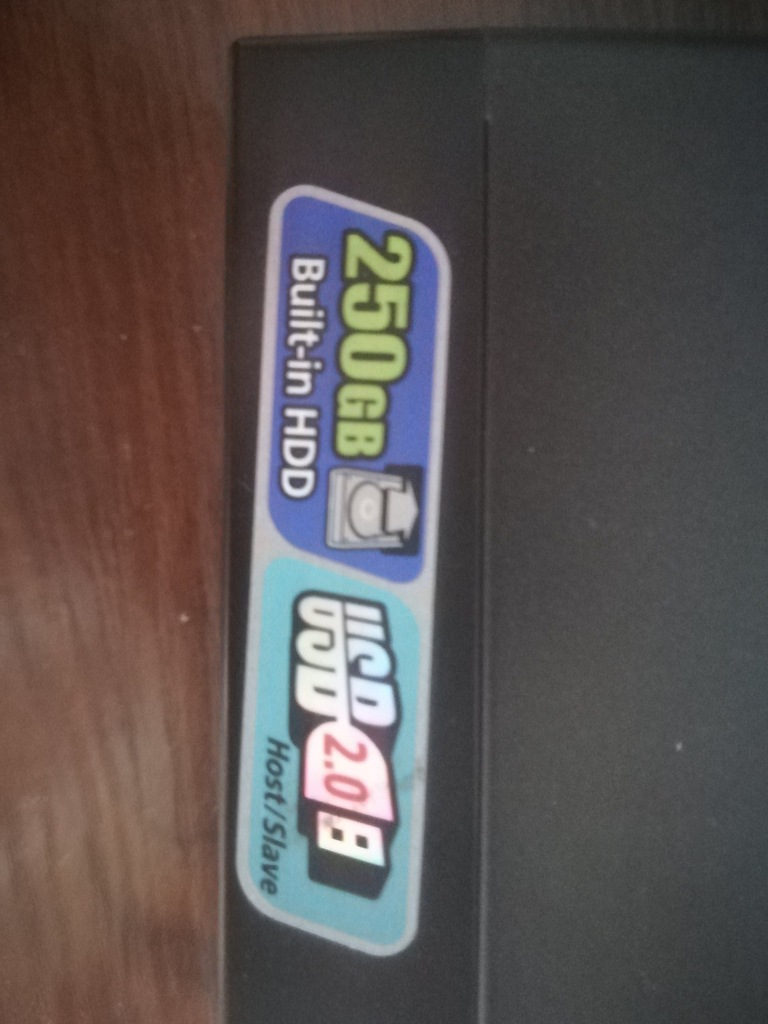 250GB
Built-in HDD
USB 2.0
Host/Slave